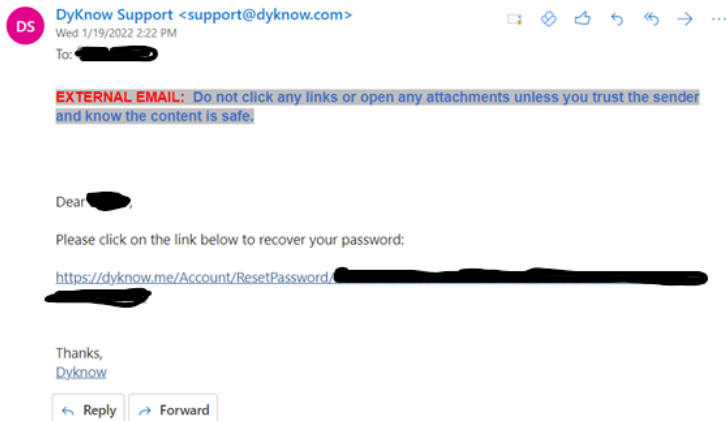 DS
DyKnow Support <support@dyknow.com>
Wed 1/19/2022 2:22 PM
To:
EXTERNAL EMAIL: Do not click any links or open any attachments unless you trust the sender
and know the content is safe.
Dear ,
Please click on the link below to recover your password:
https://dyknow.me/Account/ResetPassword/
Thanks,
Dyknow
Reply Forward